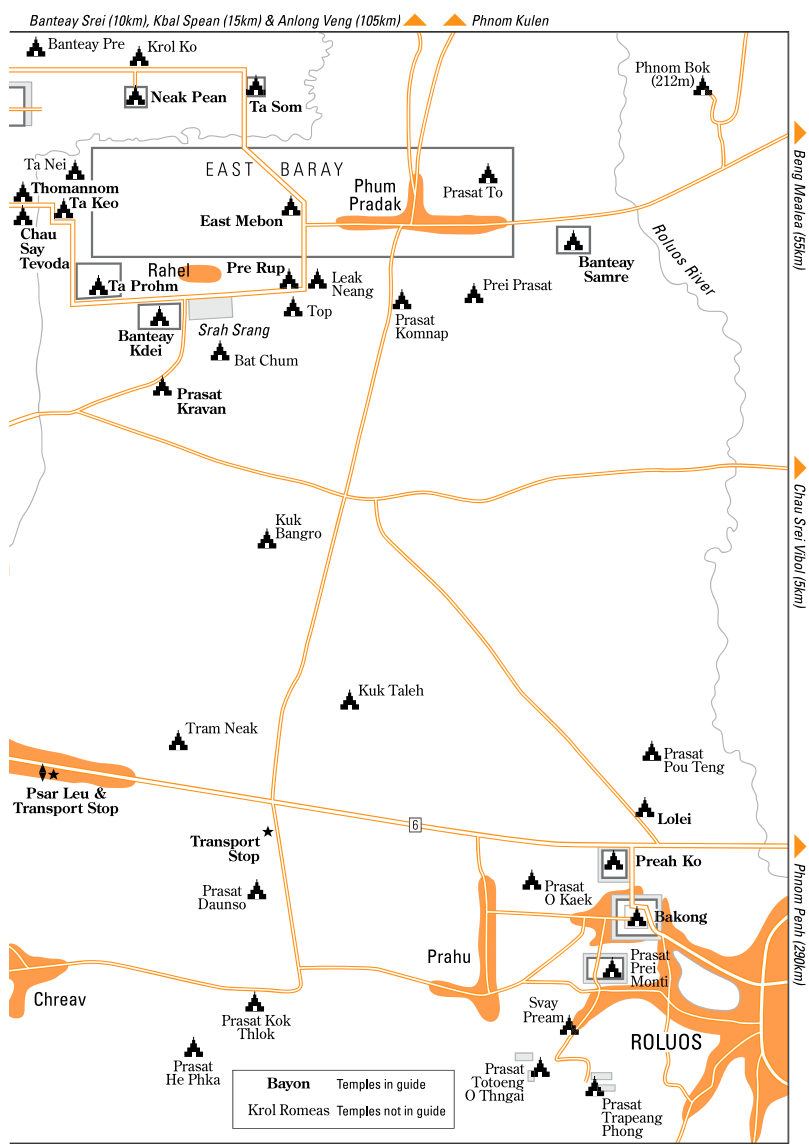 Banteay Srei (10km), Kbal Spean (15km) & Anlong Veng (105km)
Phnom Kulen
Banteay Pre
Krol Ko
Phnom Bok
(212m)
Neak Pean
Ta Som
Beng Mealea (55km)
Ta Nei
EAST BARAY
Thomannom
Ta Keo
Phum
Pradak
Prasat To
East Mebon
Chau
Say
Tevoda
Banteay
Samre
Roluos River
Rahel
Pre Rup
Leak
Neang
Ta Prohm
Prei Prasat
Top
Prasat
Komnap
Srah Srang
Banteay
Kdei
Bat Chum
Prasat
Kravan
Chau Srei Vibol (5km)
Kuk
Bangro
Kuk Taleh
Tram Neak
Prasat
Pou Teng
Psar Leu &
Transport Stop
Lolei
6
Transport
Stop
Preah Ko
Phnom Penh (290km)
Prasat
Daunso
Prasat
O Kaek
Bakong
Prahu
Prasat
Prei
Monti
Chreav
Prasat Kok
Thlok
Svay
Pream
ROLUOS
Prasat
He Phka
Prasat
Totoeng
O Thngai
Prasat
Trapeang
Phong
Bayon Temples in guide
Krol Romeas Temples not in guide